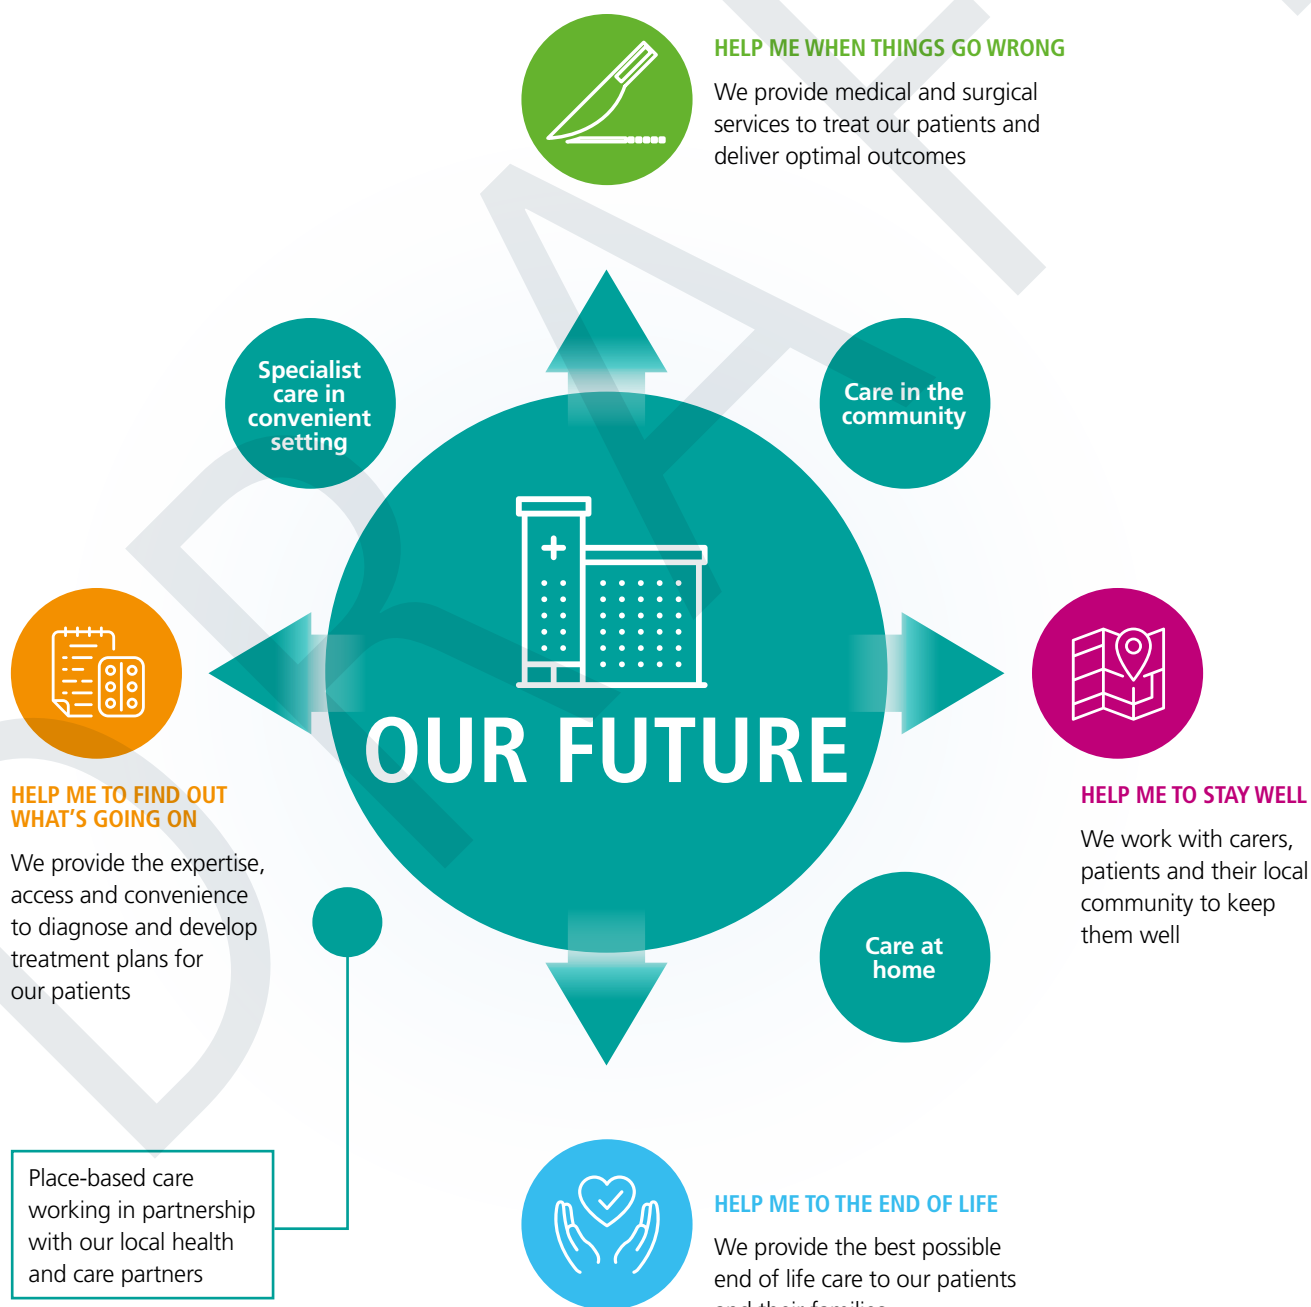 HELP ME WHEN THINGS GO WRONG
We provide medical and surgical
services to treat our patients and
deliver optimal outcomes
Specialist
care in
convenient
setting
Care in the
community
OUR FUTURE
HELP ME TO FIND OUT
WHAT'S GOING ON
We provide the expertise,
access and convenience
to diagnose and develop
treatment plans for
our patients
HELP ME TO STAY WELL
We work with carers,
patients and their local
community to keep
them well
Care at
home
Place-based care
working in partnership
with our local health
and care partners
HELP ME TO THE END OF LIFE
We provide the best possible
end of life care to our patients
and their families
DRAF